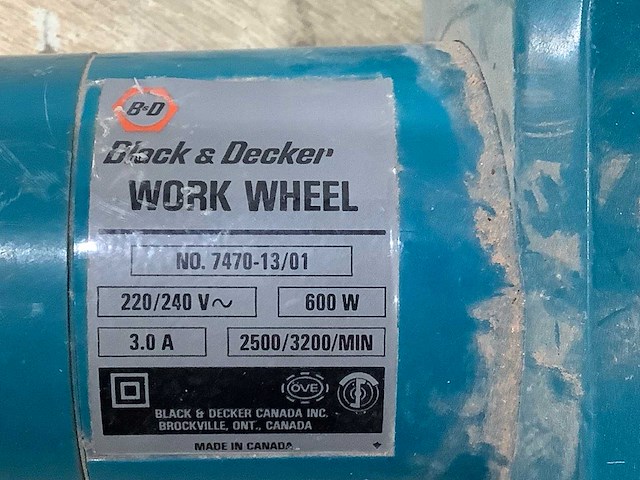 B&D
Black & Decker
WORK WHEEL
NO. 7470-13/01
220/240 V~ 600 W
3.0 A 2500/3200/MIN
ÖVE
BLACK & DECKER CANADA INC.
BROCKVILLE, ONT., CANADA
MADE IN CANADA